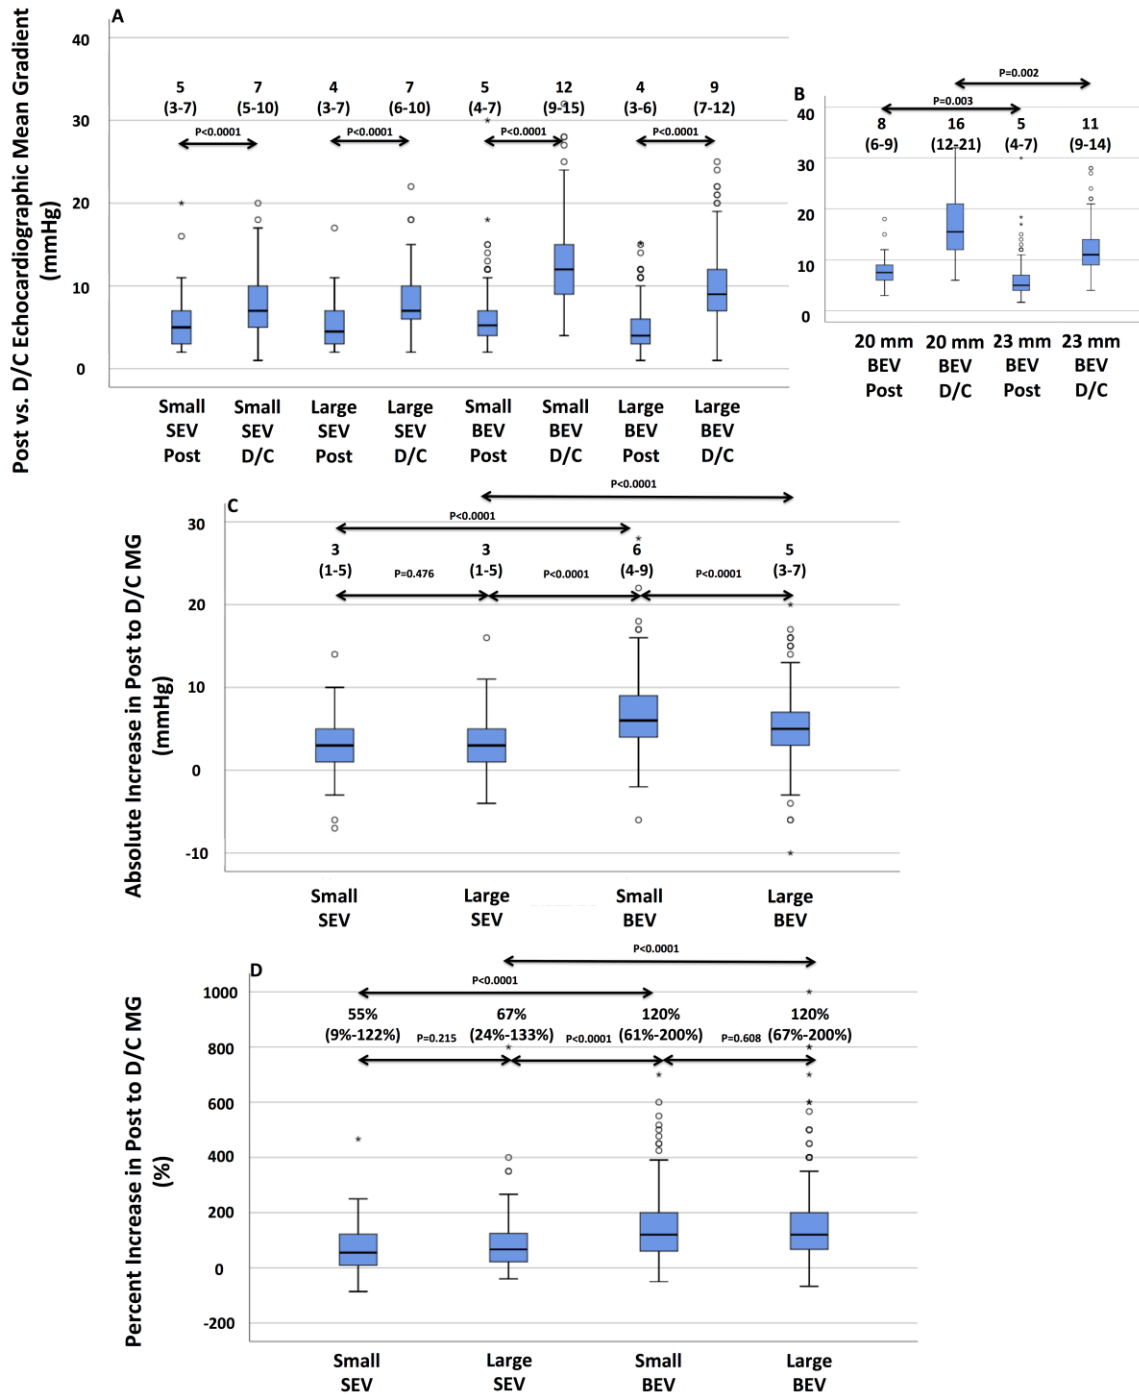 Post vs. D/C Echocardiographic Mean Gradient
(mmHg)
A
40
30
20
10
0
5 7 4 7 5 12 4 9
(3-7) (5-10) (3-7) (6-10) (4-7) (9-15) (3-6) (7-12)
P<0.0001 P<0.0001 P<0.0001 P<0.0001
Small Small Large Large Small Small Large Large
SEV SEV SEV SEV BEV BEV BEV BEV
Post D/C Post D/C Post D/C Post D/C
B
P=0.002
P=0.003
40
30
20
10
0
8 16 5 11
(6-9) (12-21) (4-7) (9-14)
20 mm 20 mm 23 mm 23 mm
BEV BEV BEV BEV
Post D/C Post D/C
Absolute Increase in Post to D/C MG
(mmHg)
C
P<0.0001
P<0.0001
30
20
10
0
-10
3 3 6 5
(1-5) (1-5) (4-9) (3-7)
P=0.476 P<0.0001 P<0.0001
Small Large Small Large
SEV SEV BEV BEV
Percent Increase in Post to D/C MG
(%)
D
P<0.0001
P<0.0001
1000
800
600
400
200
0
-200
55% 67% 120% 120%
(9%-122%) (24%-133%) (61%-200%) (67%-200%)
P=0.215 P<0.0001 P=0.608
Small Large Small Large
SEV SEV BEV BEV